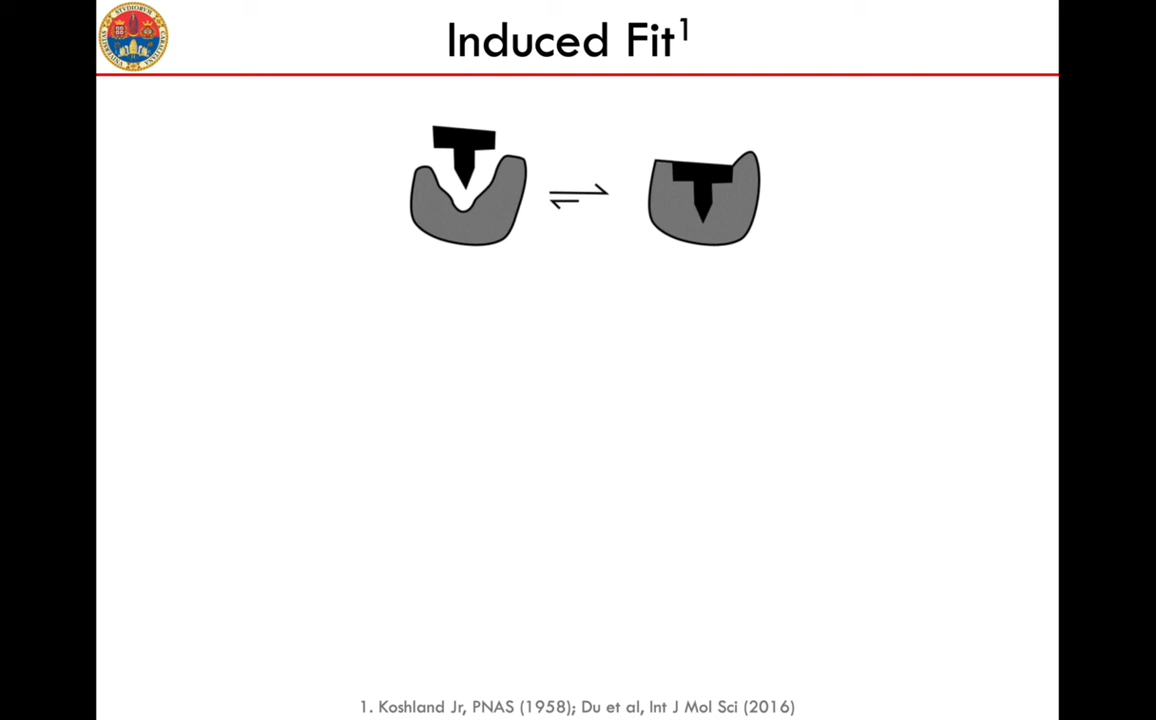 Induced Fit¹
1. Koshland Jr, PNAS (1958); Du et al, Int J Mol Sci (2016)